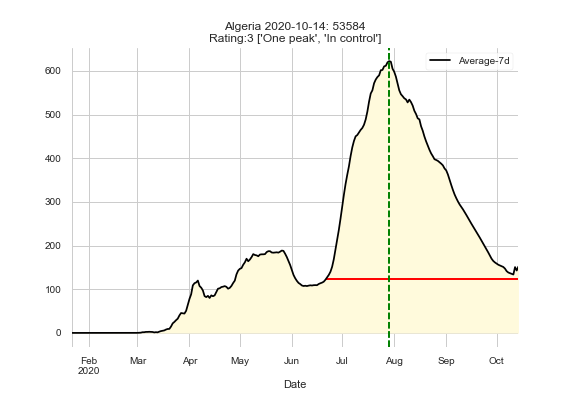 Algeria 2020-10-14: 53584
Rating:3 ['One peak', 'In control']
Average-7d
600
500
400
300
200
100
0
Feb
2020
Mar
Apr
May
Jun
Jul
Aug
Sep
Oct
Date